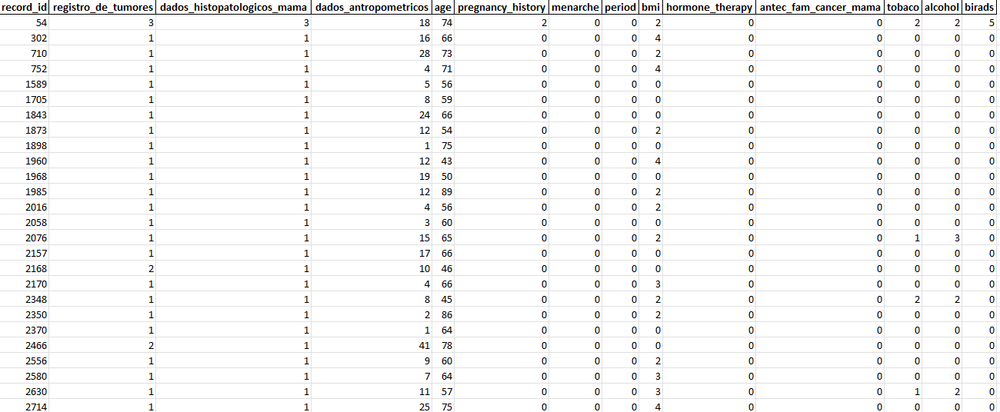 record_id registro_de_tumores dados_histopatologicos_mama dados_antropometricos age pregnancy_history menarche period bmi hormone_therapy antec_fam_cancer_mama tobaco alcohol birads
54 3 3 18 74 2 0 0 2 0 0 2 2 5
302 1 1 16 66 0 0 0 4 0 0 0 0 0
710 1 1 28 73 0 0 0 2 0 0 0 0 0
752 1 1 4 71 0 0 0 4 0 0 0 0 0
1589 1 1 5 56 0 0 0 0 0 0 0 0 0
1705 1 1 8 59 0 0 0 0 0 0 0 0 0
1843 1 1 24 66 0 0 0 0 0 0 0 0 0
1873 1 1 12 54 0 0 0 2 0 0 0 0 0
1898 1 1 1 75 0 0 0 0 0 0 0 0 0
1960 1 1 12 43 0 0 0 4 0 0 0 0 0
1968 1 1 19 50 0 0 0 0 0 0 0 0 0
1985 1 1 12 89 0 0 0 2 0 0 0 0 0
2016 1 1 4 56 0 0 0 2 0 0 0 0 0
2058 1 1 3 60 0 0 0 0 0 0 0 0 0
2076 1 1 15 65 0 0 0 2 0 0 1 3 0
2157 1 1 17 66 0 0 0 0 0 0 0 0 0
2168 2 1 10 46 0 0 0 0 0 0 0 0 0
2170 1 1 4 66 0 0 0 3 0 0 0 0 0
2348 1 1 8 45 0 0 0 2 0 0 2 2 0
2350 1 1 2 86 0 0 0 2 0 0 0 0 0
2370 1 1 1 64 0 0 0 0 0 0 0 0 0
2466 2 1 41 78 0 0 0 0 0 0 0 0 0
2556 1 1 9 60 0 0 0 2 0 0 0 0 0
2580 1 1 7 64 0 0 0 3 0 0 0 0 0
2630 1 1 11 57 0 0 0 3 0 0 1 2 0
2714 1 1 25 75 0 0 0 4 0 0 0 0 0